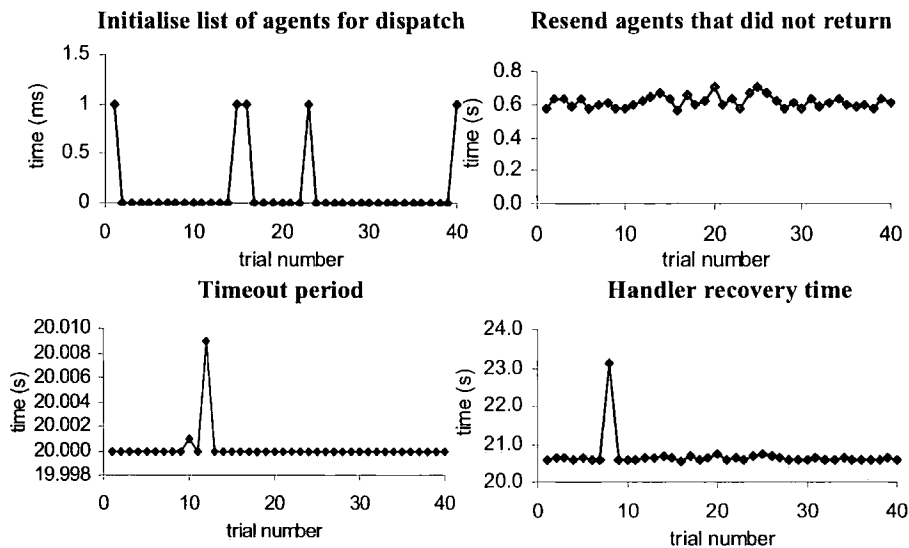 Initialise list of agents for dispatch
1.5
1
0.5
0
time (ms)
0 10 20 30 40
trial number
Resend agents that did not return
0.8
0.6
0.4
0.2
0.0
time (s)
0 10 20 30 40
trial number
Timeout period
20.010
20.008
20.006
20.004
20.002
20.000
19.998
time (s)
0 10 20 30 40
trial number
Handler recovery time
24.0
23.0
22.0
21.0
20.0
time (s)
0 10 20 30 40
trial number